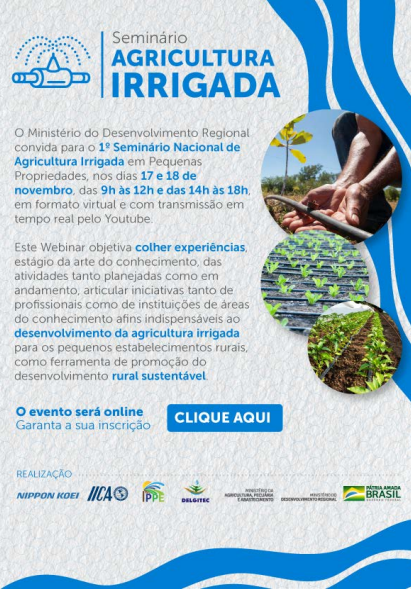 Seminário
AGRICULTURA
IRRIGADA
O Ministério do Desenvolvimento Regional
convida para o 1º Seminário Nacional de
Agricultura Irrigada em Pequenas
Propriedades, nos dias 17 e 18 de
novembro, das 9h às 12h e das 14h às 18h,
em formato virtual e com transmissão em
tempo real pelo Youtube.
Este Webinar objetiva colher experiências,
estágio da arte do conhecimento, das
atividades tanto planejadas como em
andamento, articular iniciativas tanto de
profissionais como de instituições de áreas
do conhecimento afins indispensáveis ao
desenvolvimento da agricultura irrigada
para os pequenos estabelecimentos rurais,
como ferramenta de promoção do
desenvolvimento rural sustentável.
O evento será online
Garanta a sua inscrição
CLIQUE AQUI
REALIZAÇÃO
NIPPON KOEI
IICA
IPPE
DELGITEC
MINISTÉRIO DA
AGRICULTURA, PECUÁRIA
E ABASTECIMENTO
MINISTÉRIO DO
DESENVOLVIMENTO REGIONAL
PÁTRIA AMADA
BRASIL